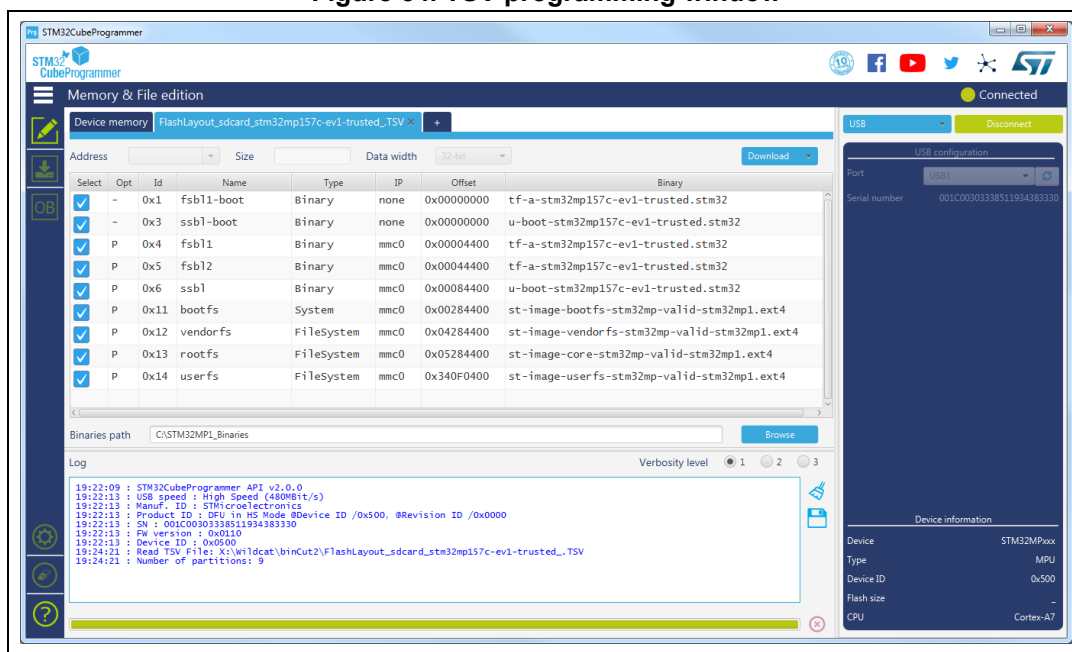 STM32CubeProgrammer
STM32
CubeProgrammer
Memory & File edition
Connected
Device memory FlashLayout_sdcard_stm32mp157c-ev1-trusted_.TSV × +
USB Disconnect
Address Size Data width 32-bit Download
USB configuration
Port USB1
Serial number 001C00303338511934383330
Select Opt Id Name Type IP Offset Binary
- 0x1 fsbl1-boot Binary none 0x00000000 tf-a-stm32mp157c-ev1-trusted.stm32
- 0x3 ssbl-boot Binary none 0x00000000 u-boot-stm32mp157c-ev1-trusted.stm32
P 0x4 fsbl1 Binary mmc0 0x00004400 tf-a-stm32mp157c-ev1-trusted.stm32
P 0x5 fsbl2 Binary mmc0 0x00044400 tf-a-stm32mp157c-ev1-trusted.stm32
P 0x6 ssbl Binary mmc0 0x00084400 u-boot-stm32mp157c-ev1-trusted.stm32
P 0x11 bootfs System mmc0 0x00284400 st-image-bootfs-stm32mp-valid-stm32mp1.ext4
P 0x12 vendorfs FileSystem mmc0 0x04284400 st-image-vendorfs-stm32mp-valid-stm32mp1.ext4
P 0x13 rootfs FileSystem mmc0 0x05284400 st-image-core-stm32mp-valid-stm32mp1.ext4
P 0x14 userfs FileSystem mmc0 0x340F0400 st-image-userfs-stm32mp-valid-stm32mp1.ext4
Binaries path C:\STM32MP1_Binaries Browse
Log Verbosity level 1 2 3
19:22:09 : STM32CubeProgrammer API v2.0.0
19:22:13 : USB speed : High Speed (480MBit/s)
19:22:13 : Manuf. ID : STMicroelectronics
19:22:13 : Product ID : DFU in HS Mode @Device ID /0x500, @Revision ID /0x0000
19:22:13 : SN : 001C00303338511934383330
19:22:13 : FW version : 0x0110
19:22:13 : Device ID : 0x0500
19:24:21 : Read TSV File: X:\Wildcat\binCut2\FlashLayout_sdcard_stm32mp157c-ev1-trusted_.TSV
19:24:21 : Number of partitions: 9
OB
Device information
Device STM32MPxxx
Type MPU
Device ID 0x500
Flash size _
CPU Cortex-A7